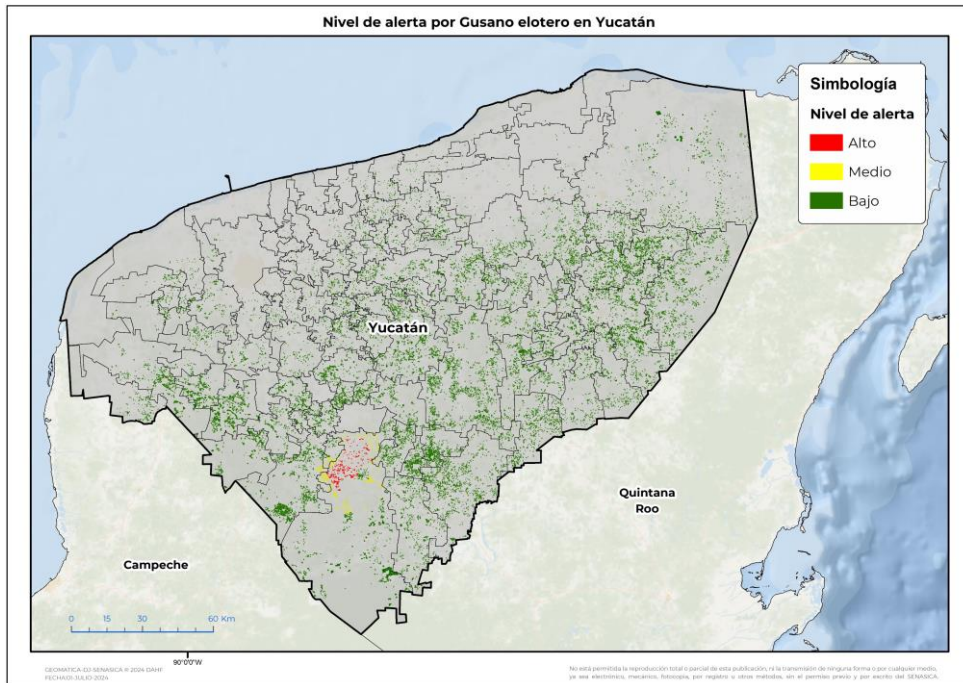 Nivel de alerta por Gusano elotero en Yucatán
Simbología
Nivel de alerta
Alto
Medio
Bajo
Yucatán
Quintana
Roo
Campeche
0 15 30 60 Km
90°0'0"W
GEOMATICA-DJ-SENASICA ® 2024 DAHF
FECHA:DJ: JULIO 2024
No está permitida la reproducción total o parcial de esta publicación, ni la transmisión de ninguna forma o por cualquier medio,
ya sea electrónico, mecánico, fotocopia, por registro u otros métodos, sin el permiso previo y por escrito del SENASICA.